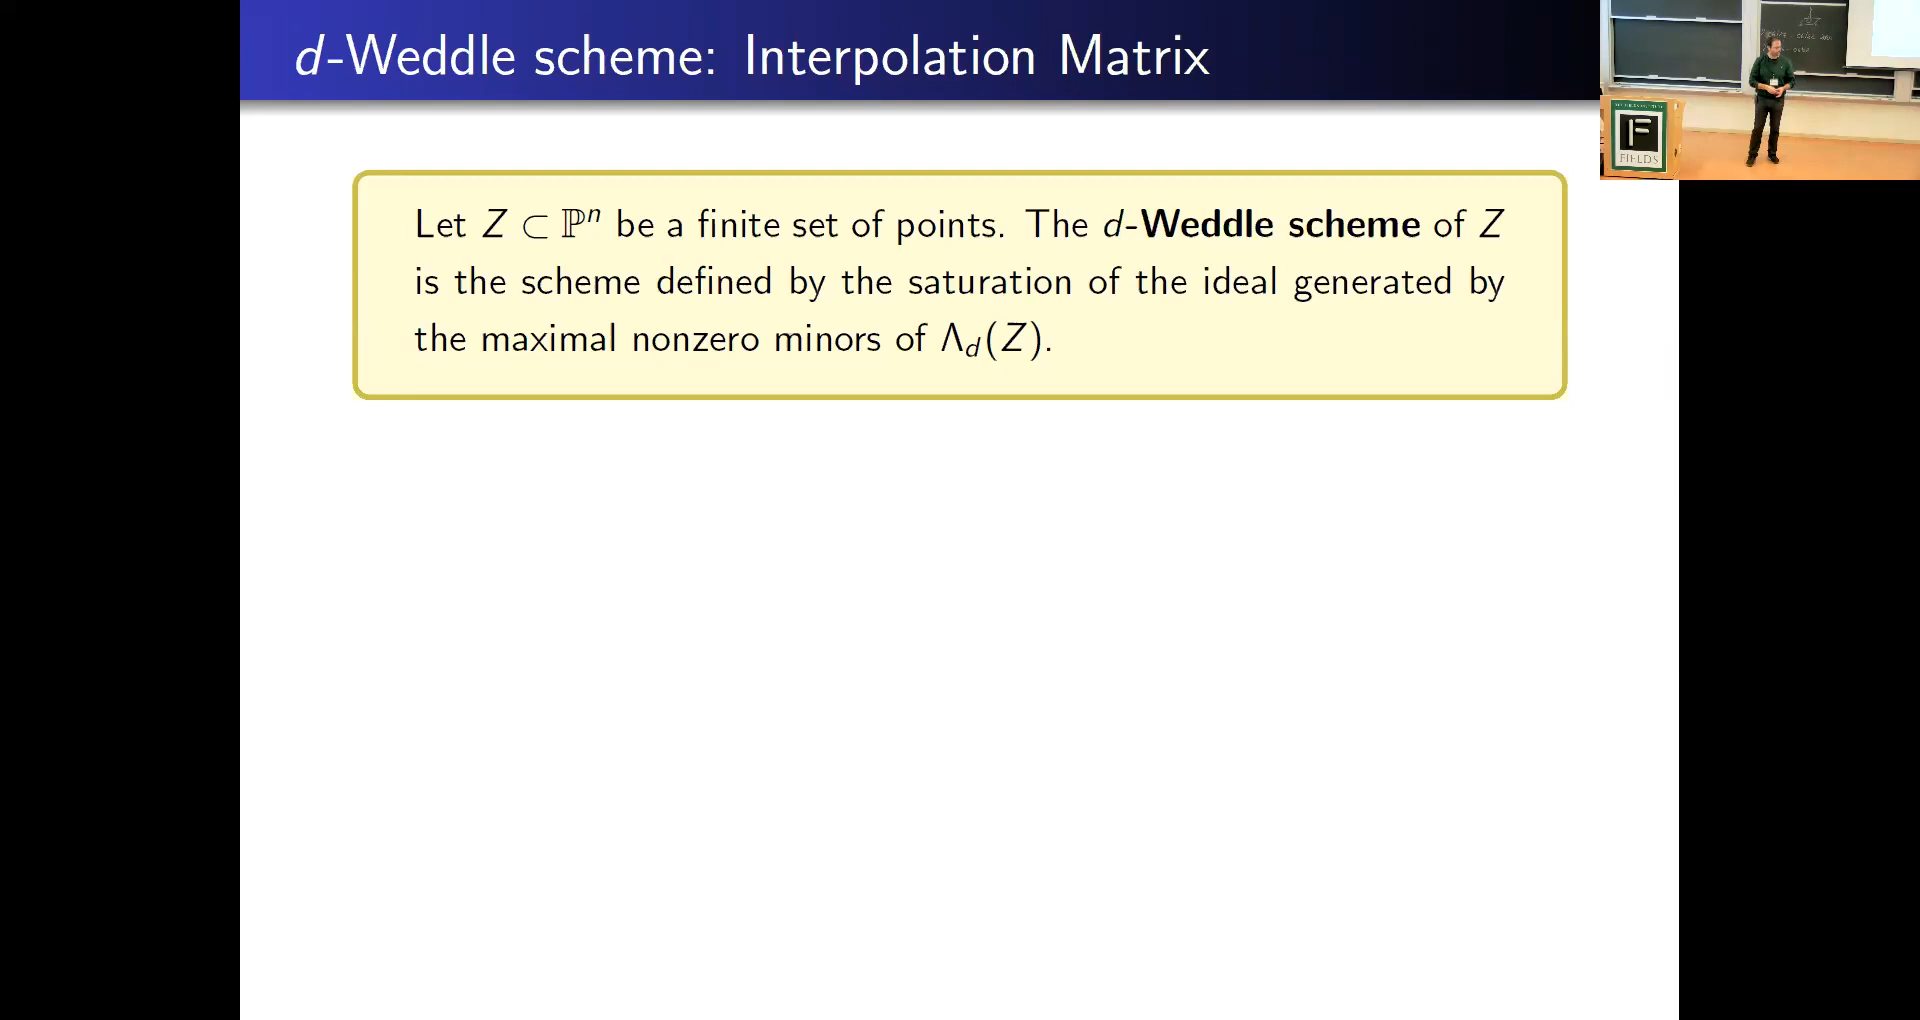 d-Weddle scheme: Interpolation Matrix
Let Z ⊂ ℙⁿ be a finite set of points. The d-Weddle scheme of Z
is the scheme defined by the saturation of the ideal generated by
the maximal nonzero minors of Λ_d(Z).
F
FIELDS